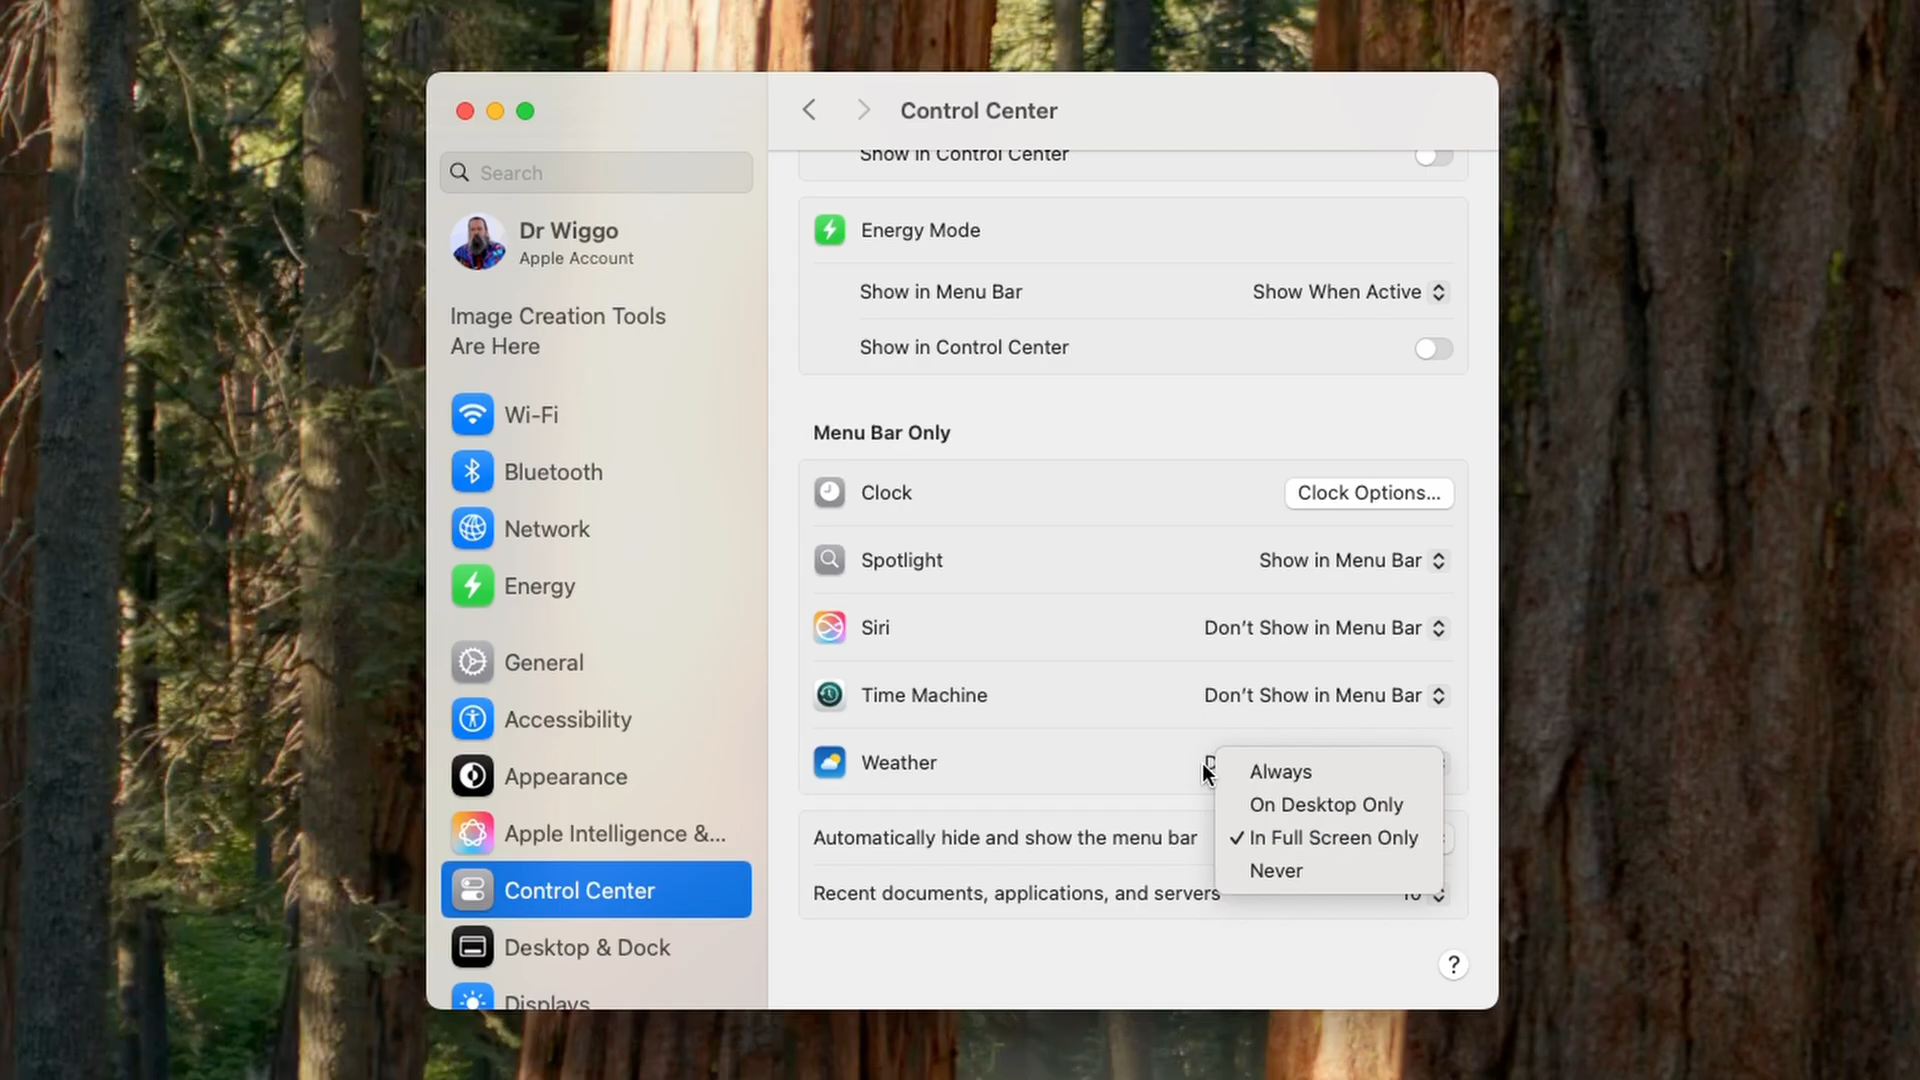 Control Center
Search
Dr Wiggo
Apple Account
Image Creation Tools
Are Here
Wi-Fi
Bluetooth
Network
Energy
General
Accessibility
Appearance
Apple Intelligence &...
Control Center
Desktop & Dock
Displays
Show in Control Center
Energy Mode
Show in Menu Bar Show When Active
Show in Control Center
Menu Bar Only
Clock Clock Options...
Spotlight Show in Menu Bar
Siri Don’t Show in Menu Bar
Time Machine Don’t Show in Menu Bar
Weather
Always
On Desktop Only
Automatically hide and show the menu bar ✓ In Full Screen Only
Never
Recent documents, applications, and servers 10
?